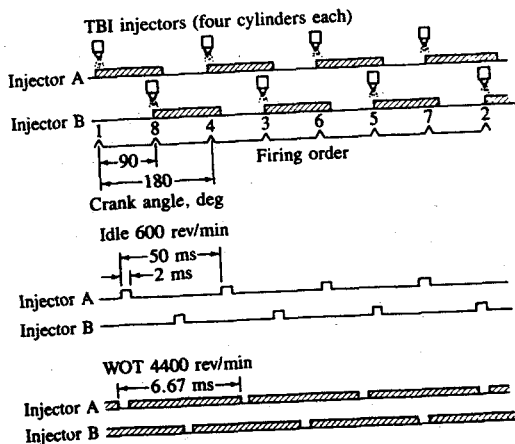 TBI injectors (four cylinders each)
Injector A
Injector B
1 8 4 3 6 5 7 2
90
Firing order
180
Crank angle, deg
Idle 600 rev/min
50 ms
2 ms
Injector A
Injector B
WOT 4400 rev/min
6.67 ms
Injector A
Injector B